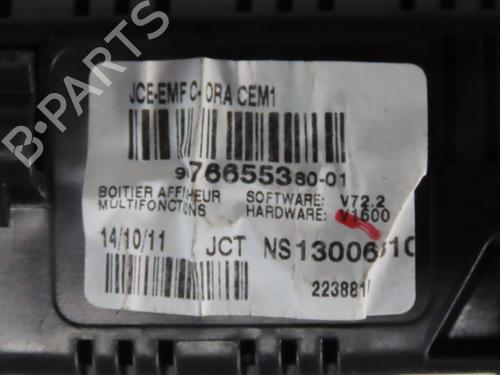 JCE-EMF C- ORA CEM1
9766553 80-01
BOITIER AFFICHEUR SOFTWARE: V72.2
MULTIFONCTIONS HARDWARE: V1600
14/10/11 JCT NS13006/10
223881
B-PARTS